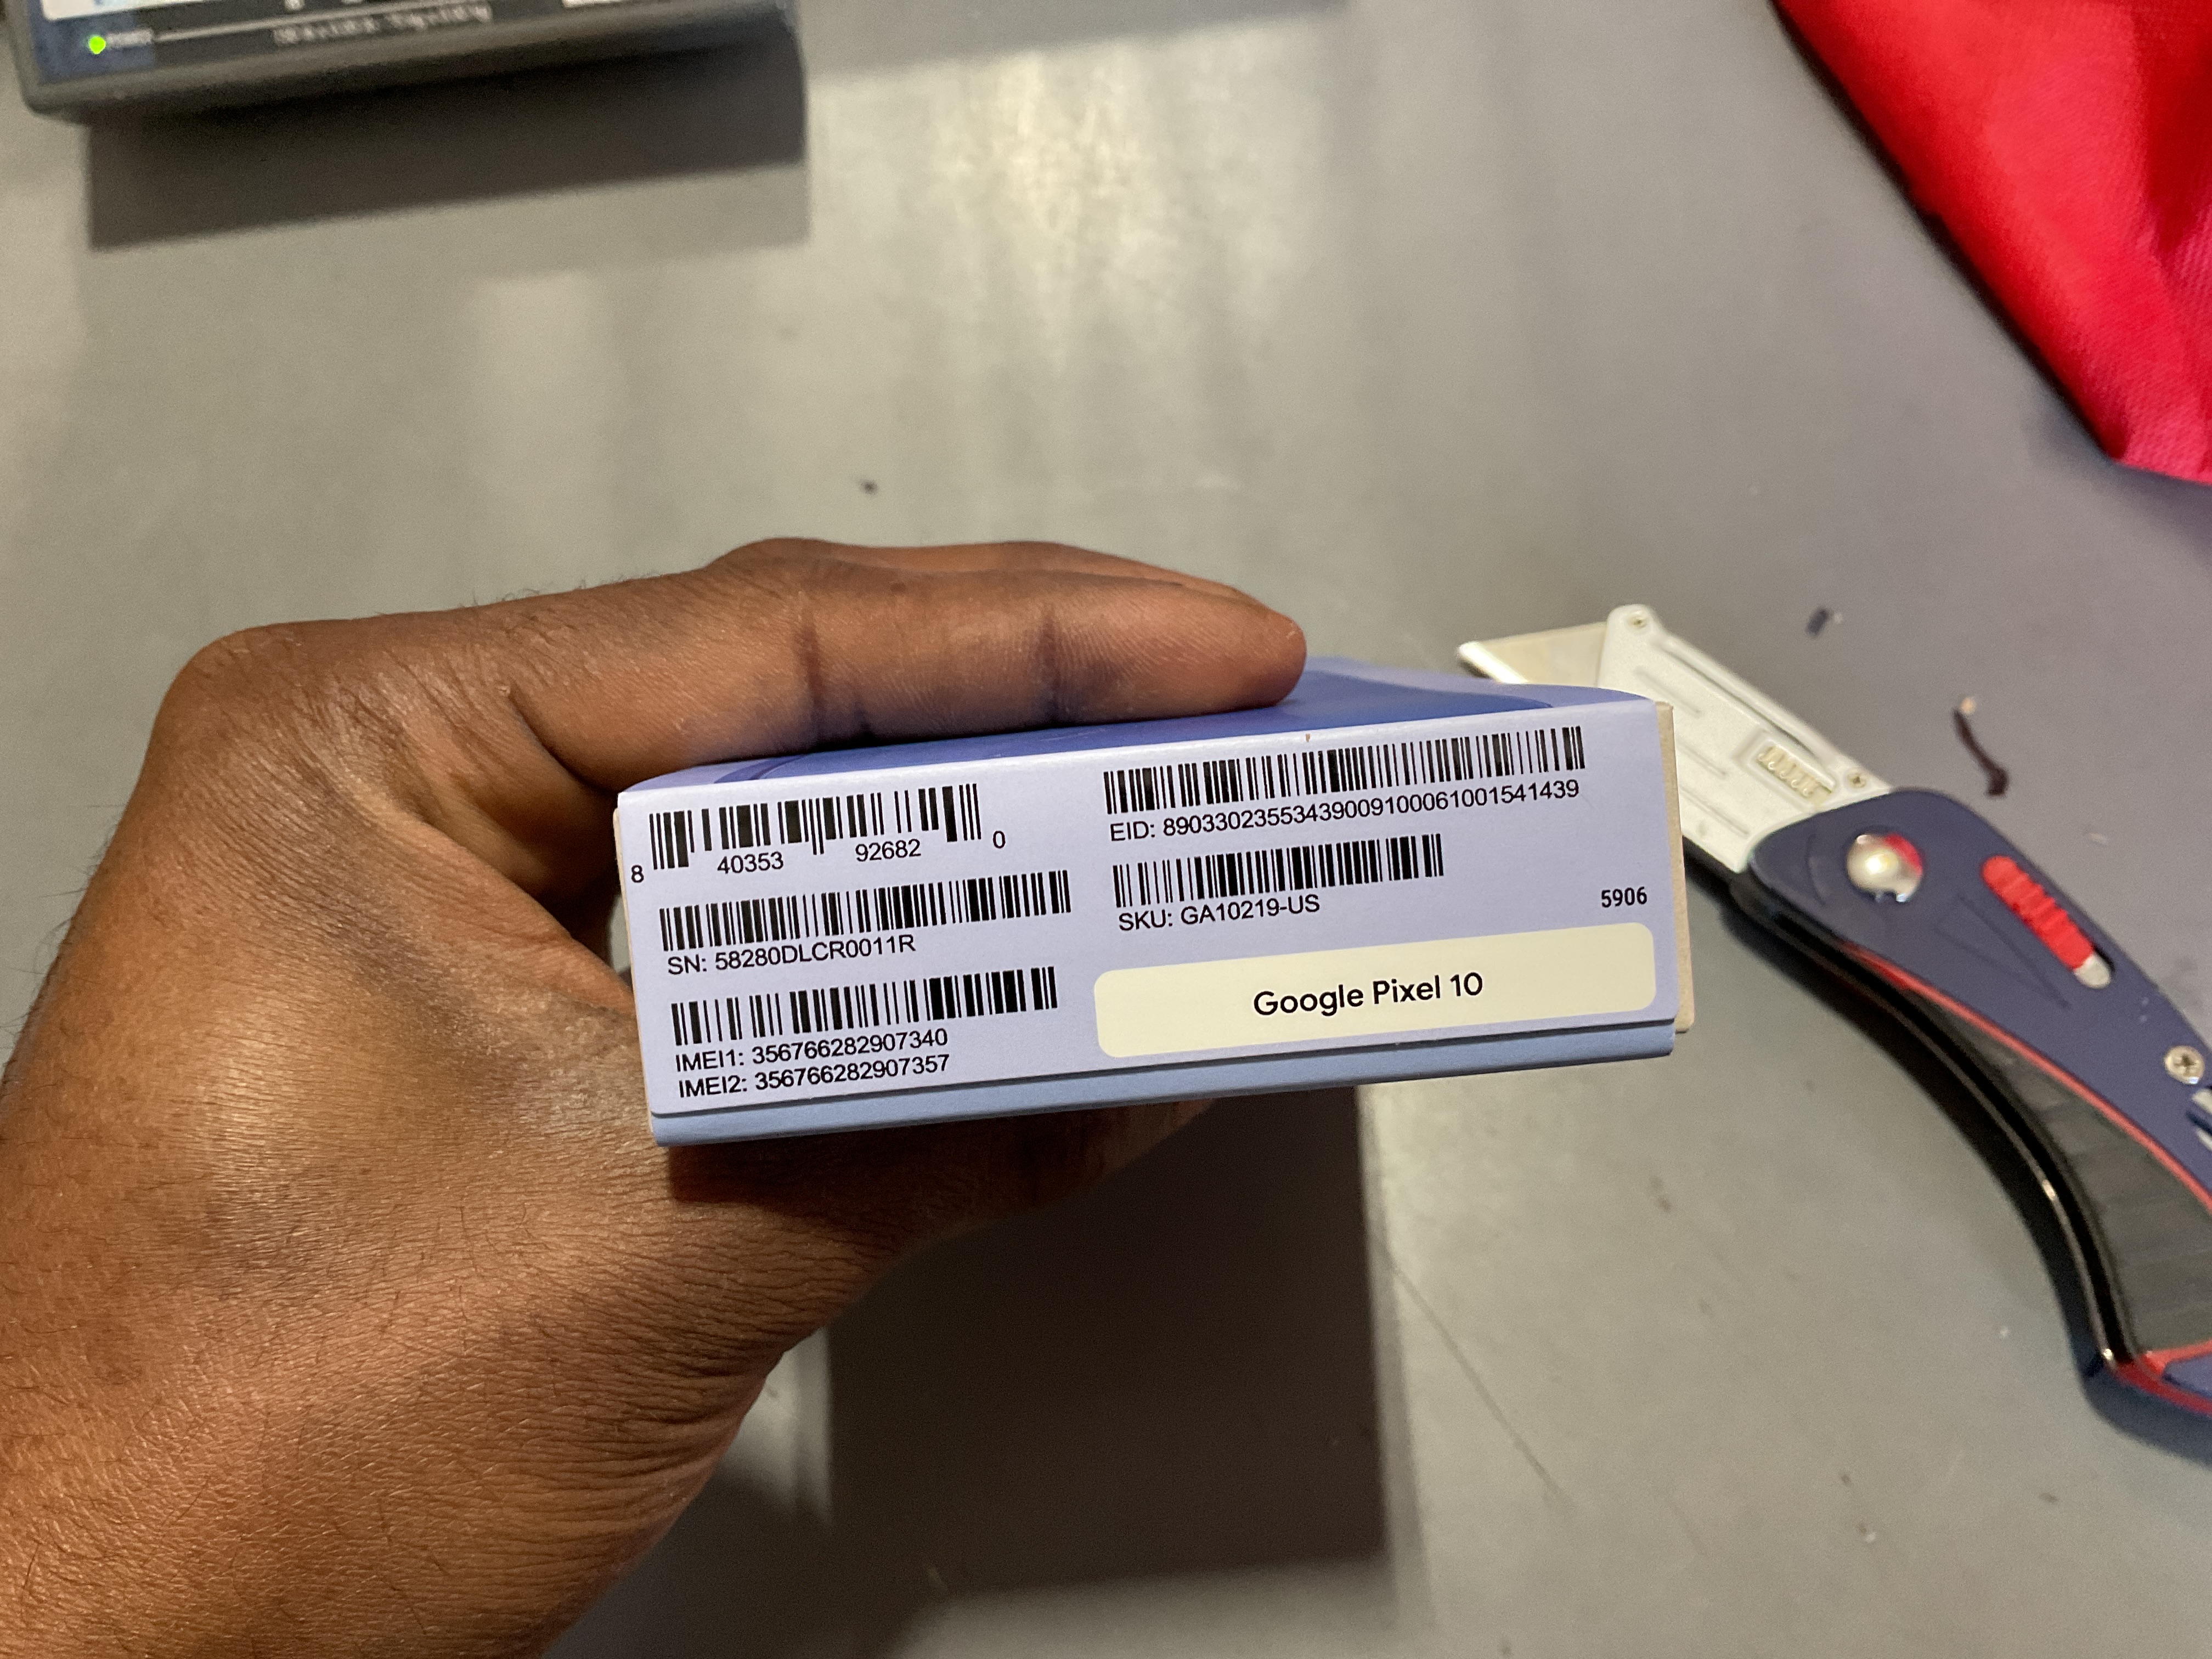 POWER
8 40353 92682 0
SN: 58280DLCR0011R
IMEI1: 356766282907340
IMEI2: 356766282907357
EID: 89033023553439009100061001541439
SKU: GA10219-US
5906
Google Pixel 10